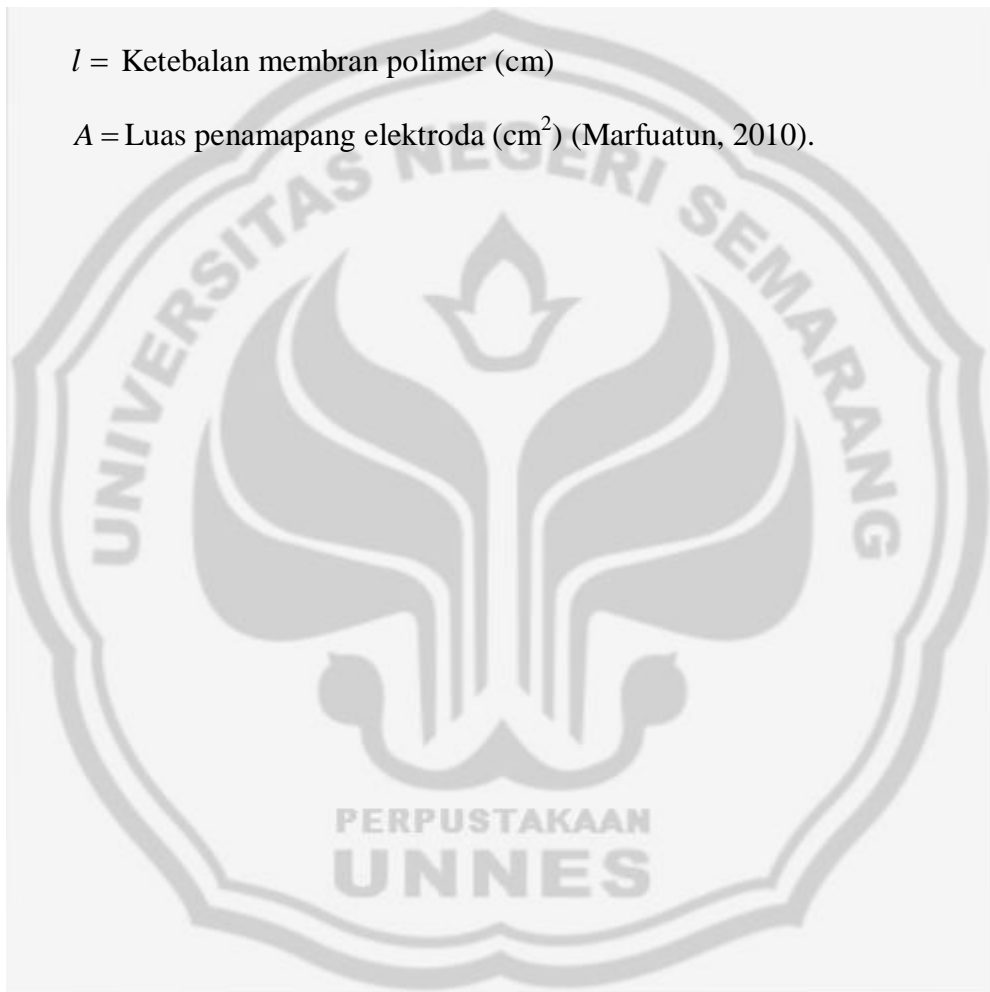 l = Ketebalan membran polimer (cm)
A = Luas penamapang elektroda (cm²) (Marfuatun, 2010).
UNIVERSITAS NEGERI SEMARANG
PERPUSTAKAAN
UNNES